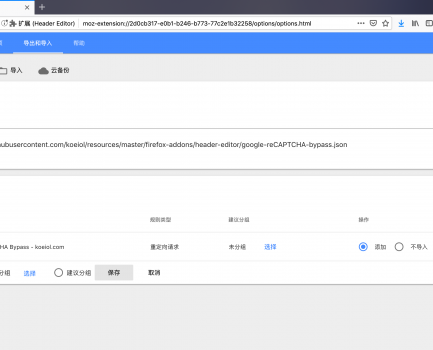 扩展 (Header Editor)
moz-extension://2d0cb317-e0b1-b246-b773-77c2e1b32258/options/options.html
导出和导入
帮助
导入
云备份
hubusercontent.com/koeiol/resources/master/firefox-addons/header-editor/google-reCAPTCHA-bypass.json
规则类型 建议分组 操作
HA Bypass - koeiol.com 重定向请求 未分组 选择 添加 不导入
分组 选择 建议分组 保存 取消